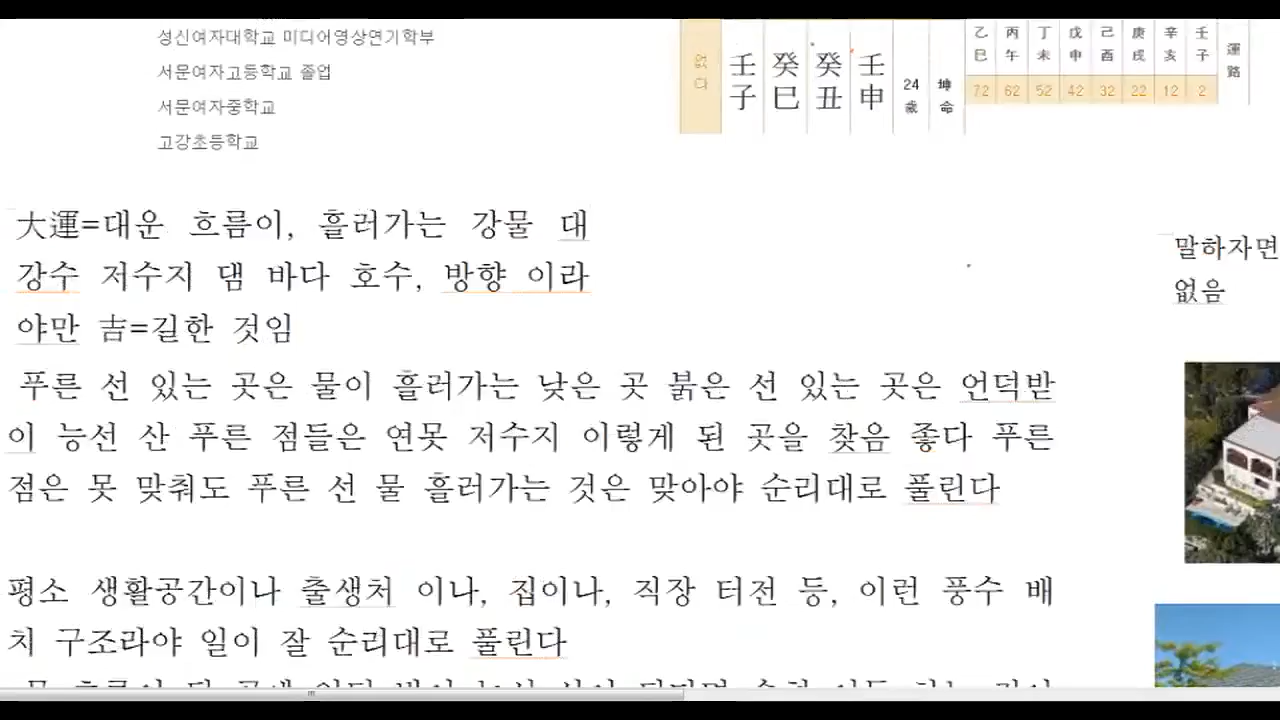 성신여자대학교 미디어영상연기학부
서문여자고등학교 졸업
서문여자중학교
고강초등학교
없다
壬子
癸巳
癸丑
壬申
24歲
坤命
乙 丙 丁 戊 己 庚 辛 壬
巳 午 未 申 酉 戌 亥 子
72 62 52 42 32 22 12 2
運路
大運=대운 흐름이, 흘러가는 강물 대
강수 저수지 댐 바다 호수, 방향 이라
야만 吉=길한 것임
말하자면
없음
푸른 선 있는 곳은 물이 흘러가는 낮은 곳 붉은 선 있는 곳은 언덕받
이 능선 산 푸른 점들은 연못 저수지 이렇게 된 곳을 찾음 좋다 푸른
점은 못 맞춰도 푸른 선 물 흘러가는 것은 맞아야 순리대로 풀린다
평소 생활공간이나 출생처 이나, 집이나, 직장 터전 등, 이런 풍수 배
치 구조라야 일이 잘 순리대로 풀린다